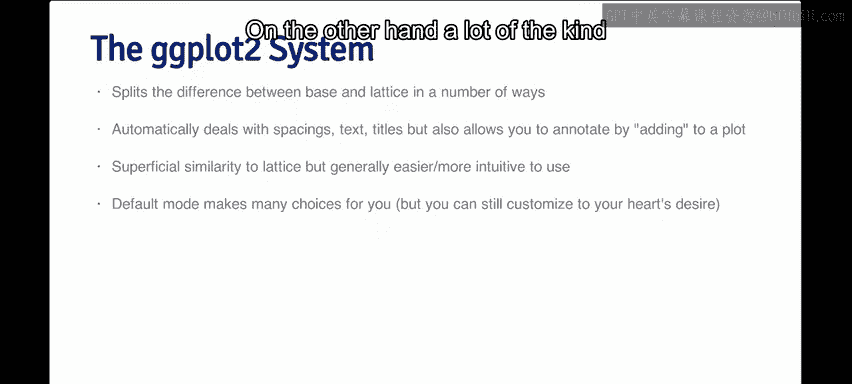 On the other hand a lot of the kind
The ggplot2 System
· Splits the difference between base and lattice in a number of ways
· Automatically deals with spacings, text, titles but also allows you to annotate by "adding" to a plot
· Superficial similarity to lattice but generally easier/more intuitive to use
· Default mode makes many choices for you (but you can still customize to your heart's desire)